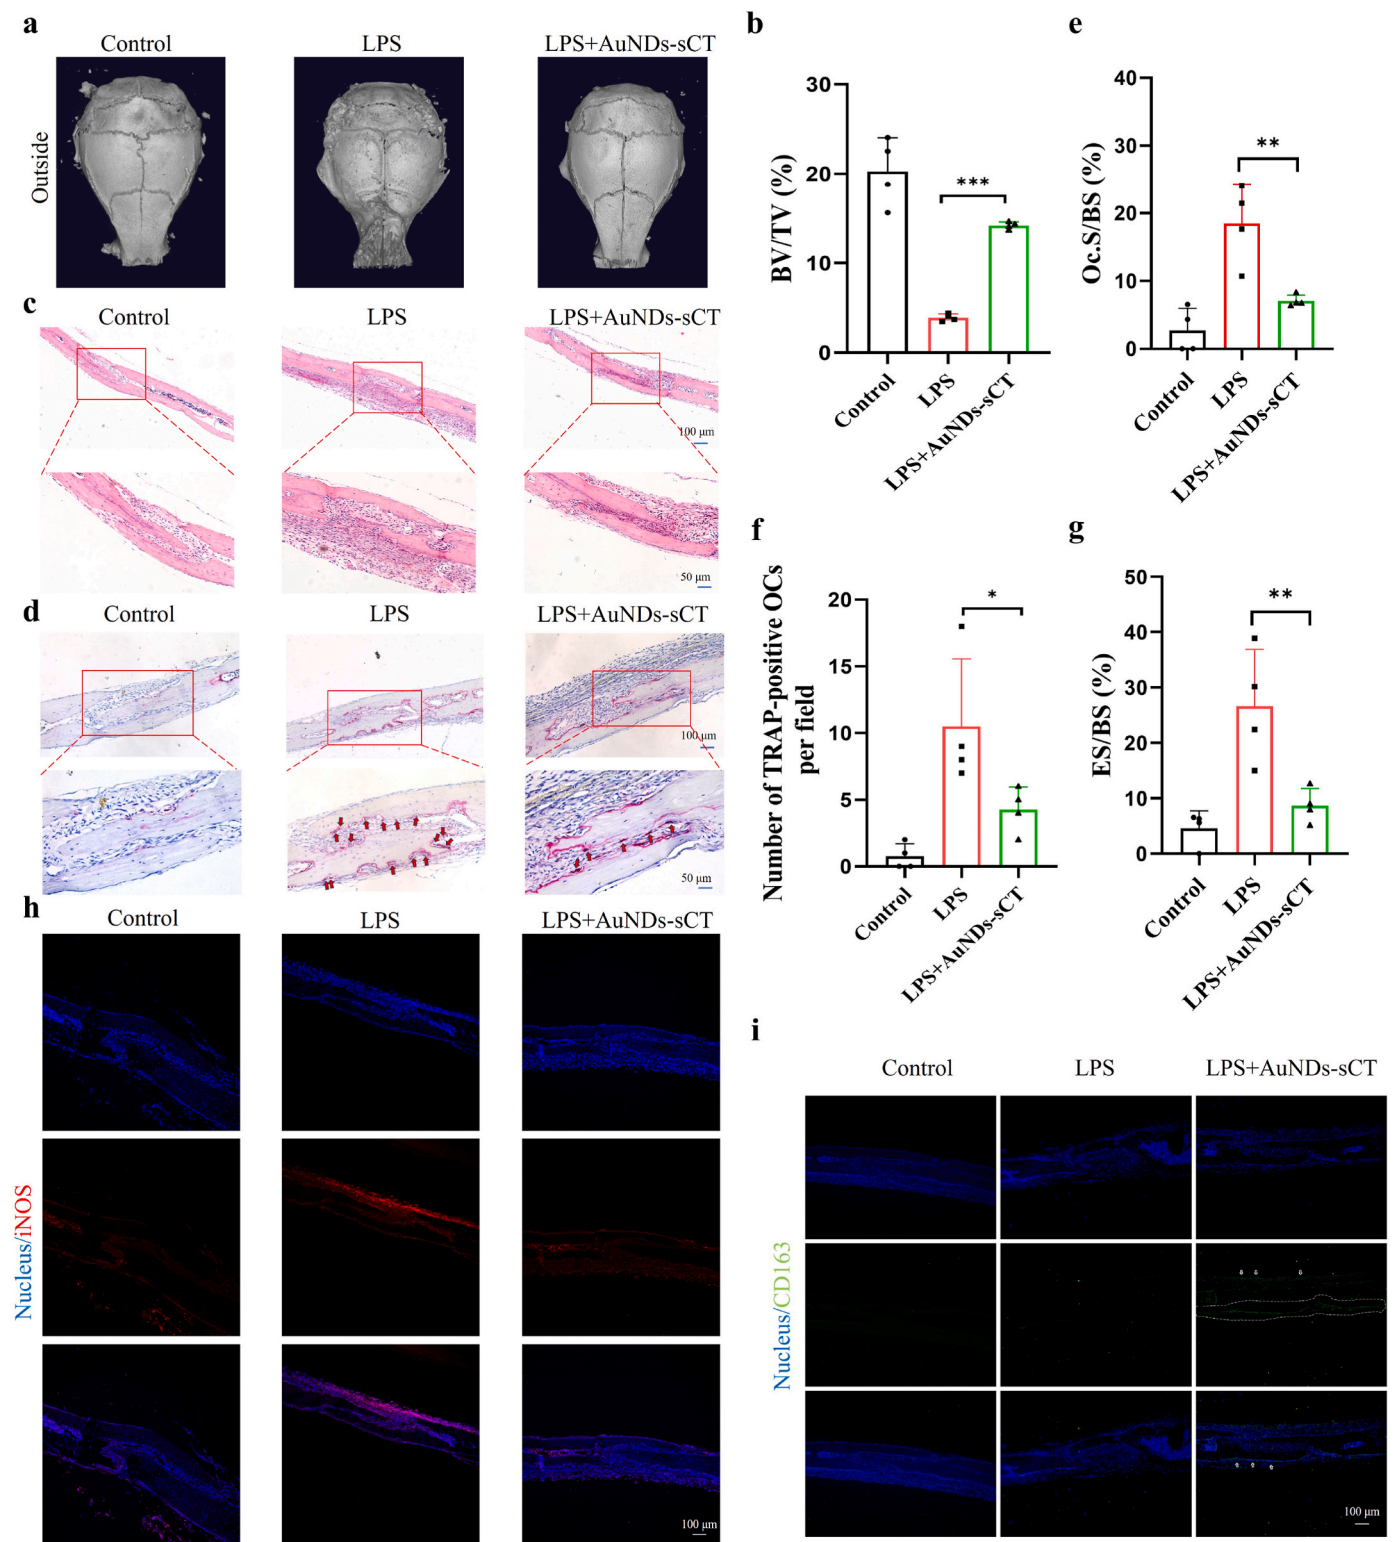 a
Control
LPS
LPS+AuNDs-sCT
Outside
b
BV/TV (%)
30
20
10
0
***
Control
LPS
LPS+AuNDs-sCT
e
Oc.S/BS (%)
40
30
20
10
0
**
Control
LPS
LPS+AuNDs-sCT
c
Control
LPS
LPS+AuNDs-sCT
100 μm
50 μm
d
Control
LPS
LPS+AuNDs-sCT
100 μm
50 μm
f
Number of TRAP-positive OCs
per field
20
15
10
5
0
*
Control
LPS
LPS+AuNDs-sCT
g
ES/BS (%)
50
40
30
20
10
0
**
Control
LPS
LPS+AuNDs-sCT
h
Control
LPS
LPS+AuNDs-sCT
Nucleus/iNOS
100 μm
i
Control
LPS
LPS+AuNDs-sCT
Nucleus/CD163
100 μm